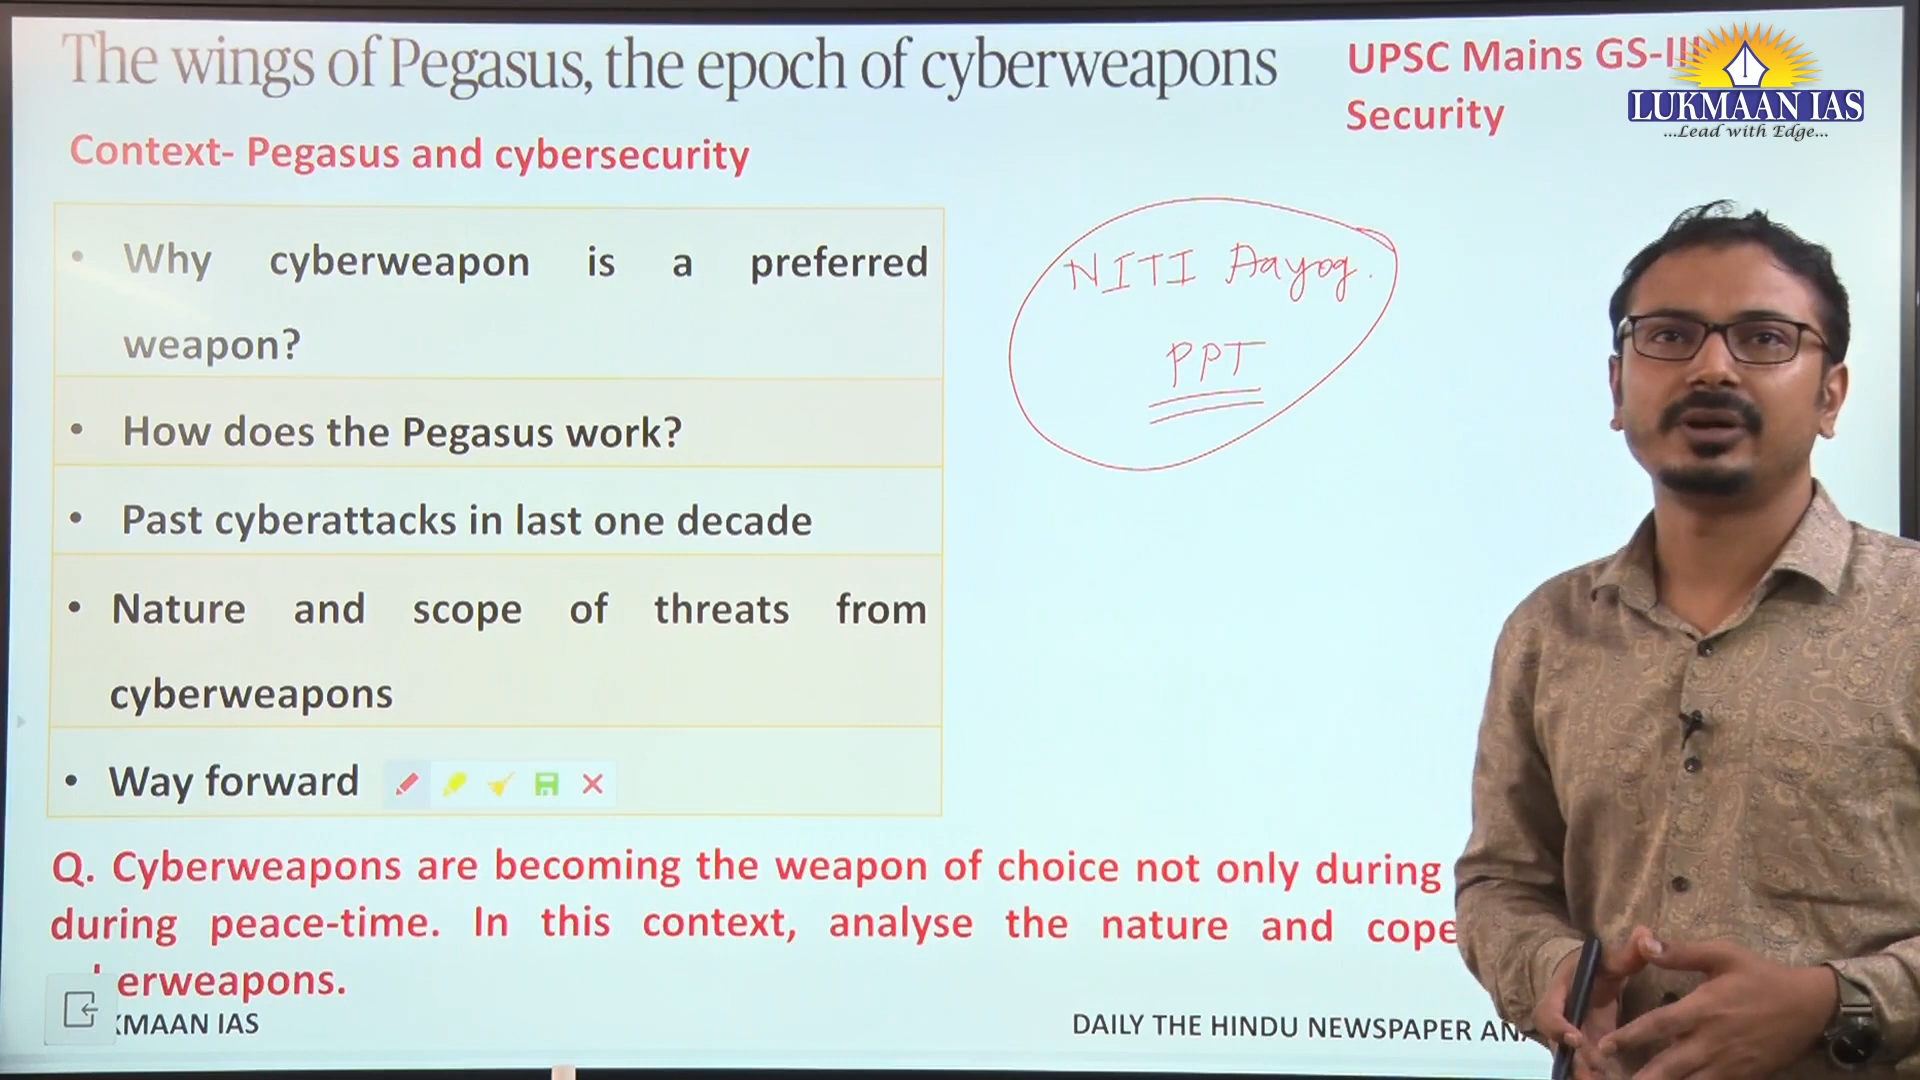 The wings of Pegasus, the epoch of cyberweapons
UPSC Mains GS-III
Security
LUKMAAN IAS
...Lead with Edge...
Context- Pegasus and cybersecurity
• Why cyberweapon is a preferred
weapon?
• How does the Pegasus work?
• Past cyberattacks in last one decade
• Nature and scope of threats from
cyberweapons
• Way forward
NITI Aayog.
PPT
Q. Cyberweapons are becoming the weapon of choice not only during
during peace-time. In this context, analyse the nature and cope
erweapons.
KMAAN IAS
DAILY THE HINDU NEWSPAPER AN